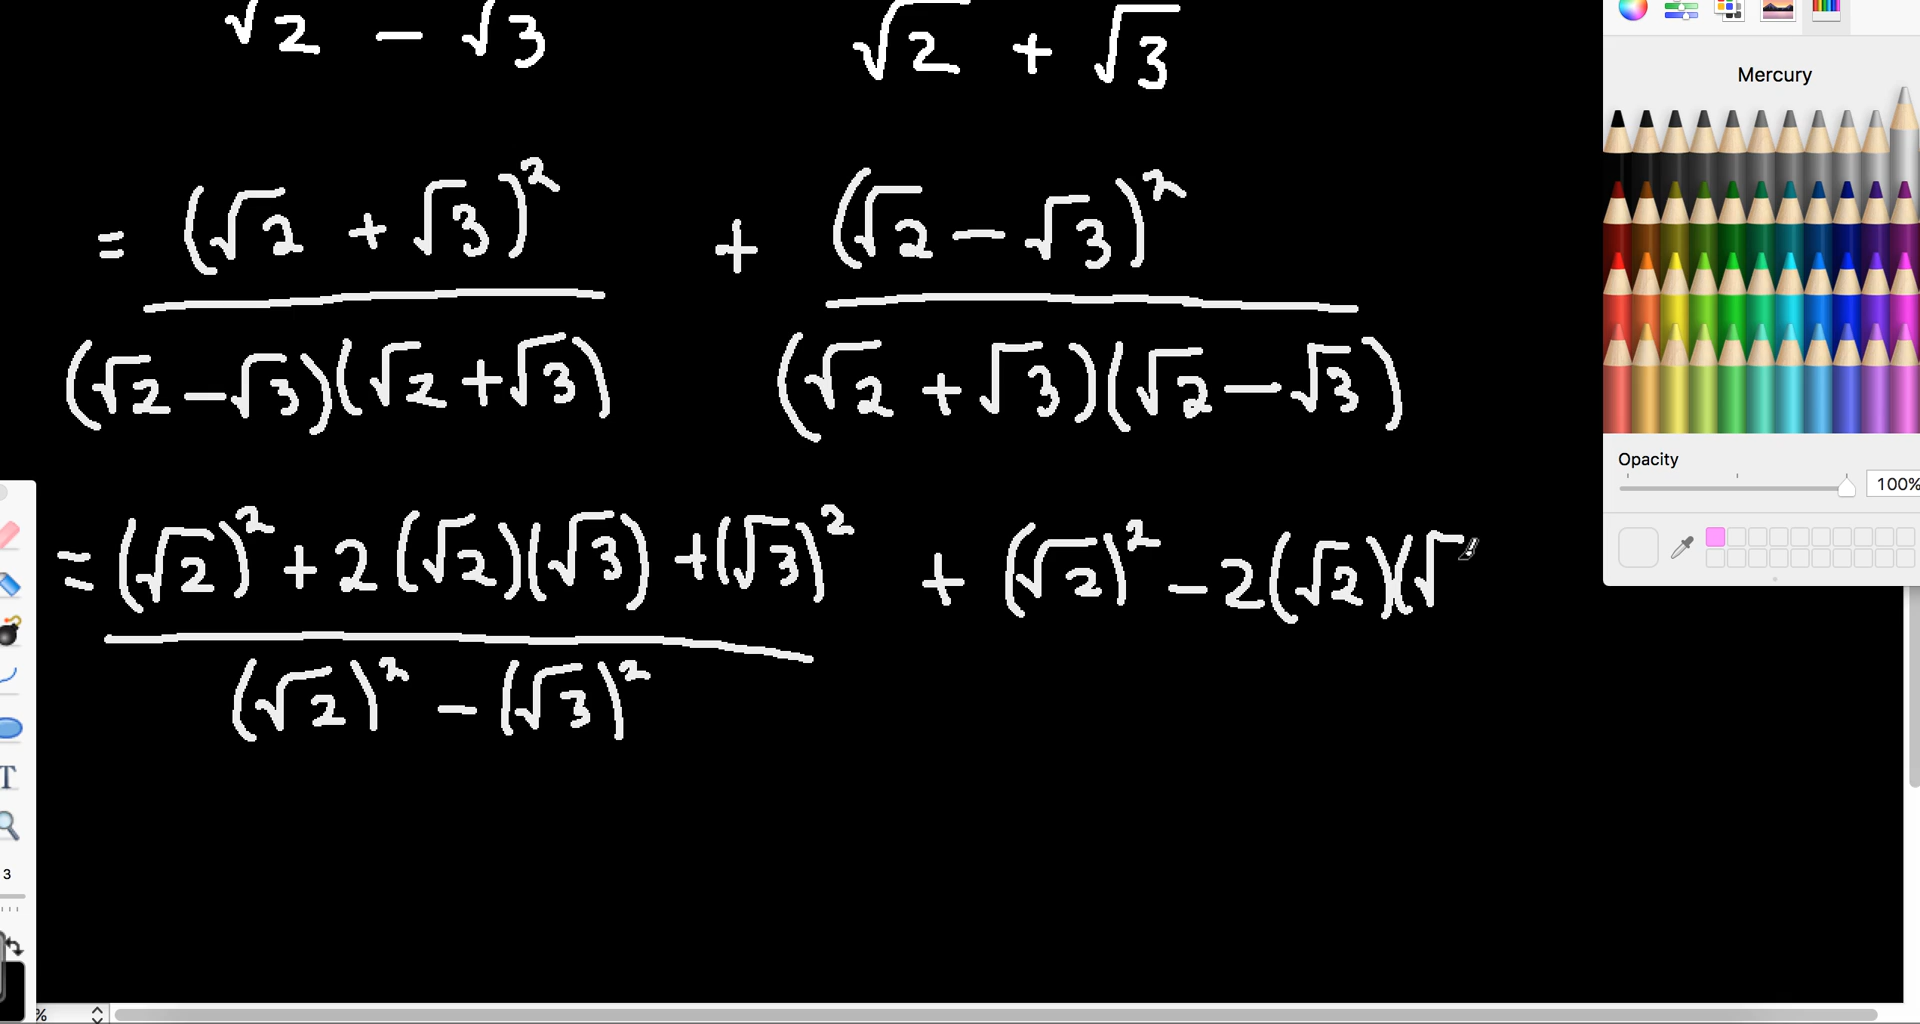 √2 − √3 √2 + √3
= (√2 + √3)² + (√2 − √3)²
(√2 − √3)(√2 + √3) (√2 + √3)(√2 − √3)
= (√2)² + 2(√2)(√3) + (√3)² + (√2)² − 2(√2)(√
(√2)² − (√3)²
Mercury
Opacity
100%
T
3
%